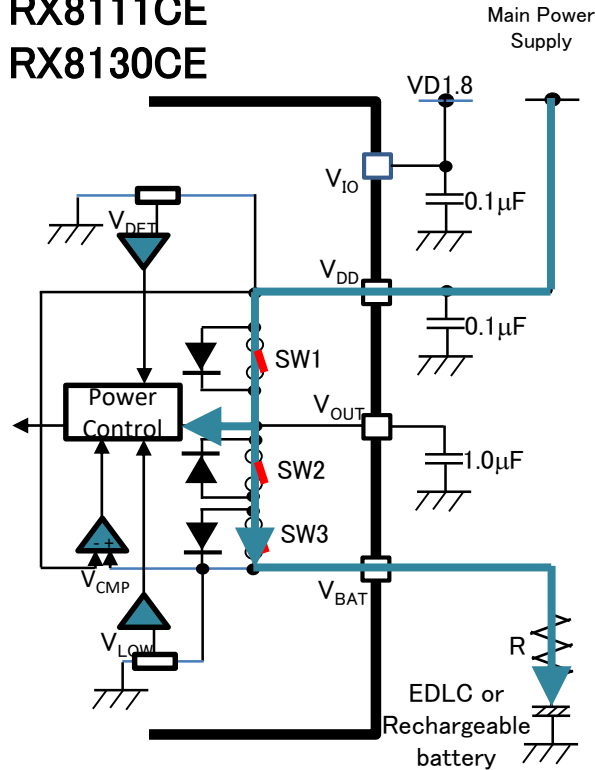 RX8111CE
RX8130CE
Main Power
Supply
VD1.8
VIO
0.1μF
VDET
VDD
0.1μF
SW1
Power
Control
VOUT
SW2
1.0μF
SW3
- +
VCMP
VBAT
VLOW
R
EDLC or
Rechargeable
battery